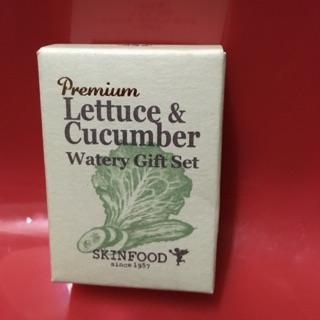 Premium
Lettuce &
Cucumber
Watery Gift Set
SKINFOOD
since 1957